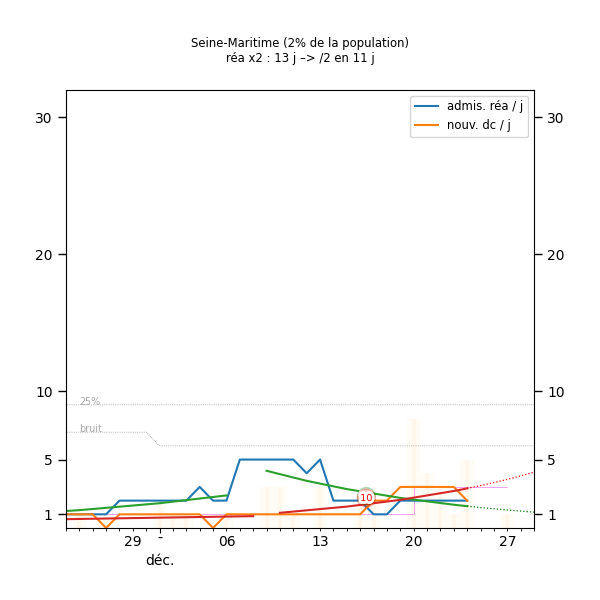 Seine-Maritime (2% de la population)
réa x2 : 13 j –> /2 en 11 j
admis. réa / j
nouv. dc / j
30 30
20 20
10 10
25%
bruit
5 5
10
1 1
29 - 06 13 20 27
déc.